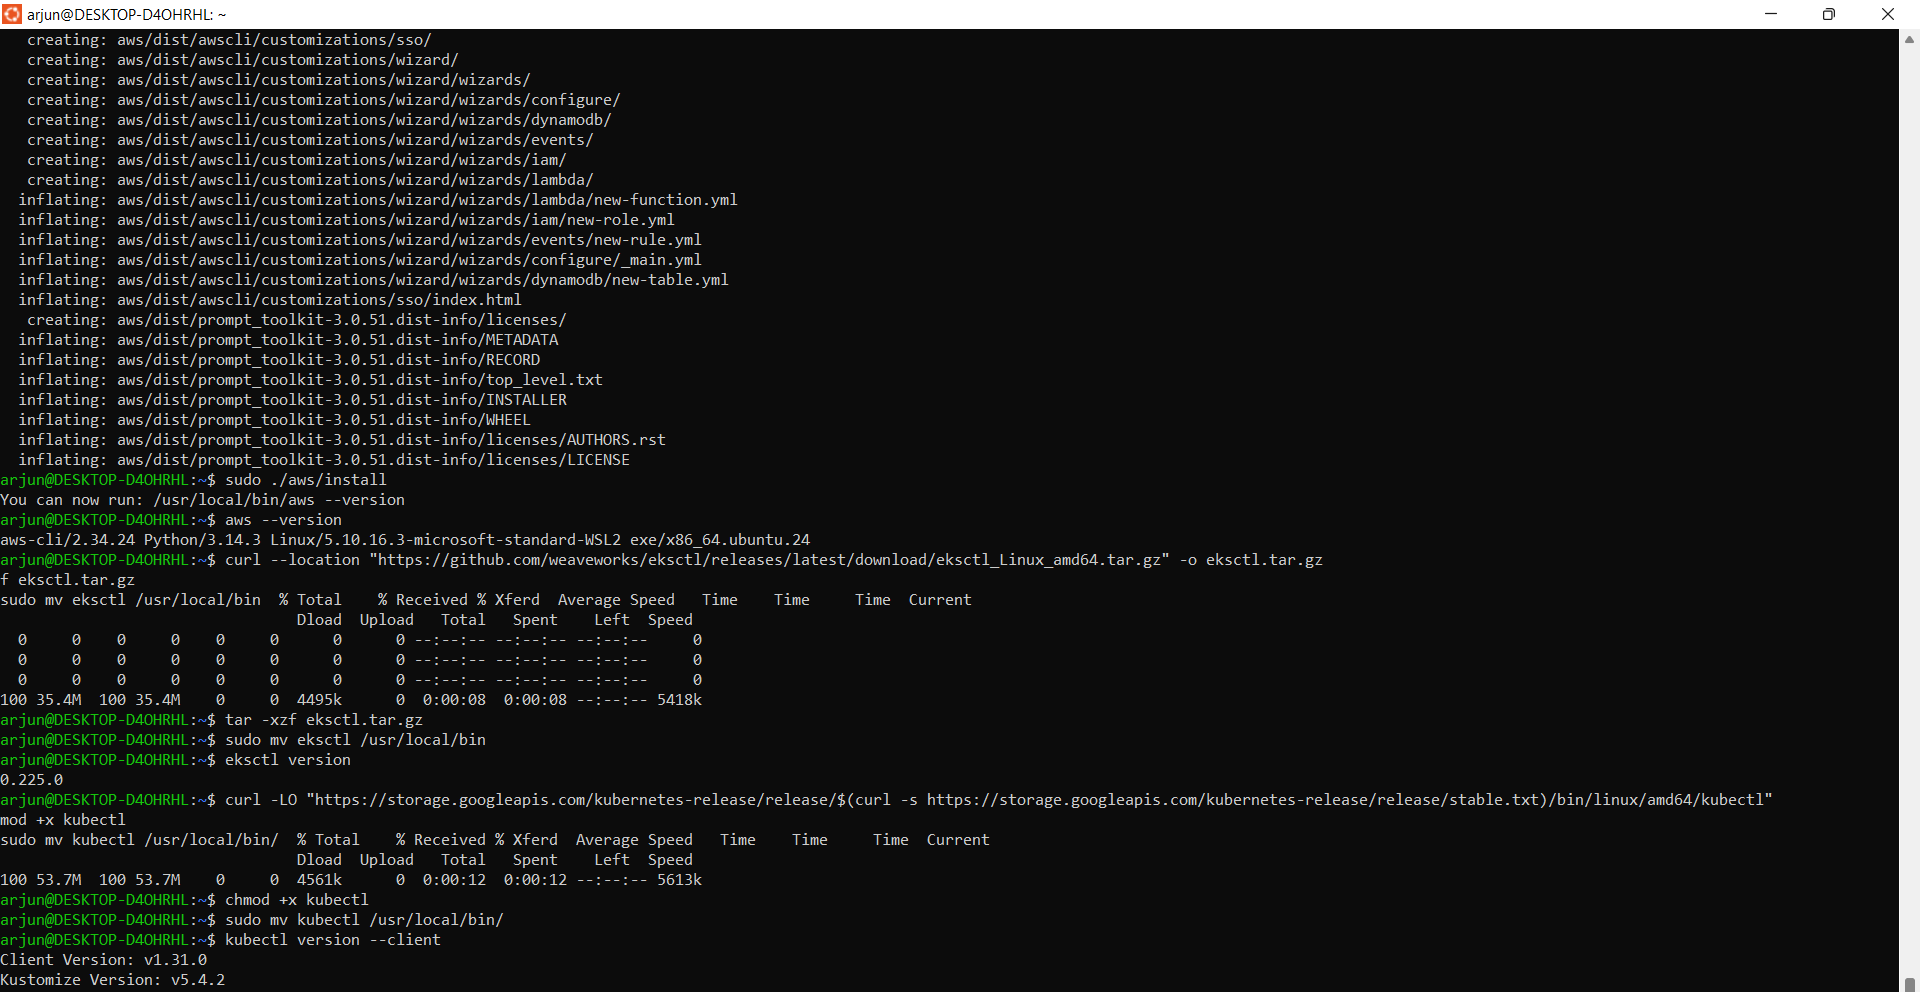 arjun@DESKTOP-D4OHRHL: ~
creating: aws/dist/awscli/customizations/sso/
creating: aws/dist/awscli/customizations/wizard/
creating: aws/dist/awscli/customizations/wizard/wizards/
creating: aws/dist/awscli/customizations/wizard/wizards/configure/
creating: aws/dist/awscli/customizations/wizard/wizards/dynamodb/
creating: aws/dist/awscli/customizations/wizard/wizards/events/
creating: aws/dist/awscli/customizations/wizard/wizards/iam/
creating: aws/dist/awscli/customizations/wizard/wizards/lambda/
inflating: aws/dist/awscli/customizations/wizard/wizards/lambda/new-function.yml
inflating: aws/dist/awscli/customizations/wizard/wizards/iam/new-role.yml
inflating: aws/dist/awscli/customizations/wizard/wizards/events/new-rule.yml
inflating: aws/dist/awscli/customizations/wizard/wizards/configure/_main.yml
inflating: aws/dist/awscli/customizations/wizard/wizards/dynamodb/new-table.yml
inflating: aws/dist/awscli/customizations/sso/index.html
creating: aws/dist/prompt_toolkit-3.0.51.dist-info/licenses/
inflating: aws/dist/prompt_toolkit-3.0.51.dist-info/METADATA
inflating: aws/dist/prompt_toolkit-3.0.51.dist-info/RECORD
inflating: aws/dist/prompt_toolkit-3.0.51.dist-info/top_level.txt
inflating: aws/dist/prompt_toolkit-3.0.51.dist-info/INSTALLER
inflating: aws/dist/prompt_toolkit-3.0.51.dist-info/WHEEL
inflating: aws/dist/prompt_toolkit-3.0.51.dist-info/licenses/AUTHORS.rst
inflating: aws/dist/prompt_toolkit-3.0.51.dist-info/licenses/LICENSE
arjun@DESKTOP-D4OHRHL:~$ sudo ./aws/install
You can now run: /usr/local/bin/aws --version
arjun@DESKTOP-D4OHRHL:~$ aws --version
aws-cli/2.34.24 Python/3.14.3 Linux/5.10.16.3-microsoft-standard-WSL2 exe/x86_64.ubuntu.24
arjun@DESKTOP-D4OHRHL:~$ curl --location "https://github.com/weaveworks/eksctl/releases/latest/download/eksctl_Linux_amd64.tar.gz" -o eksctl.tar.gz
f eksctl.tar.gz
sudo mv eksctl /usr/local/bin  % Total    % Received % Xferd  Average Speed   Time    Time     Time  Current
                                 Dload  Upload   Total   Spent    Left  Speed
  0     0    0     0    0     0      0      0 --:--:-- --:--:-- --:--:--     0
  0     0    0     0    0     0      0      0 --:--:-- --:--:-- --:--:--     0
  0     0    0     0    0     0      0      0 --:--:-- --:--:-- --:--:--     0
100 35.4M  100 35.4M    0     0  4495k      0  0:00:08  0:00:08 --:--:-- 5418k
arjun@DESKTOP-D4OHRHL:~$ tar -xzf eksctl.tar.gz
arjun@DESKTOP-D4OHRHL:~$ sudo mv eksctl /usr/local/bin
arjun@DESKTOP-D4OHRHL:~$ eksctl version
0.225.0
arjun@DESKTOP-D4OHRHL:~$ curl -LO "https://storage.googleapis.com/kubernetes-release/release/$(curl -s https://storage.googleapis.com/kubernetes-release/release/stable.txt)/bin/linux/amd64/kubectl"
mod +x kubectl
sudo mv kubectl /usr/local/bin/  % Total    % Received % Xferd  Average Speed   Time    Time     Time  Current
                                 Dload  Upload   Total   Spent    Left  Speed
100 53.7M  100 53.7M    0     0  4561k      0  0:00:12  0:00:12 --:--:-- 5613k
arjun@DESKTOP-D4OHRHL:~$ chmod +x kubectl
arjun@DESKTOP-D4OHRHL:~$ sudo mv kubectl /usr/local/bin/
arjun@DESKTOP-D4OHRHL:~$ kubectl version --client
Client Version: v1.31.0
Kustomize Version: v5.4.2